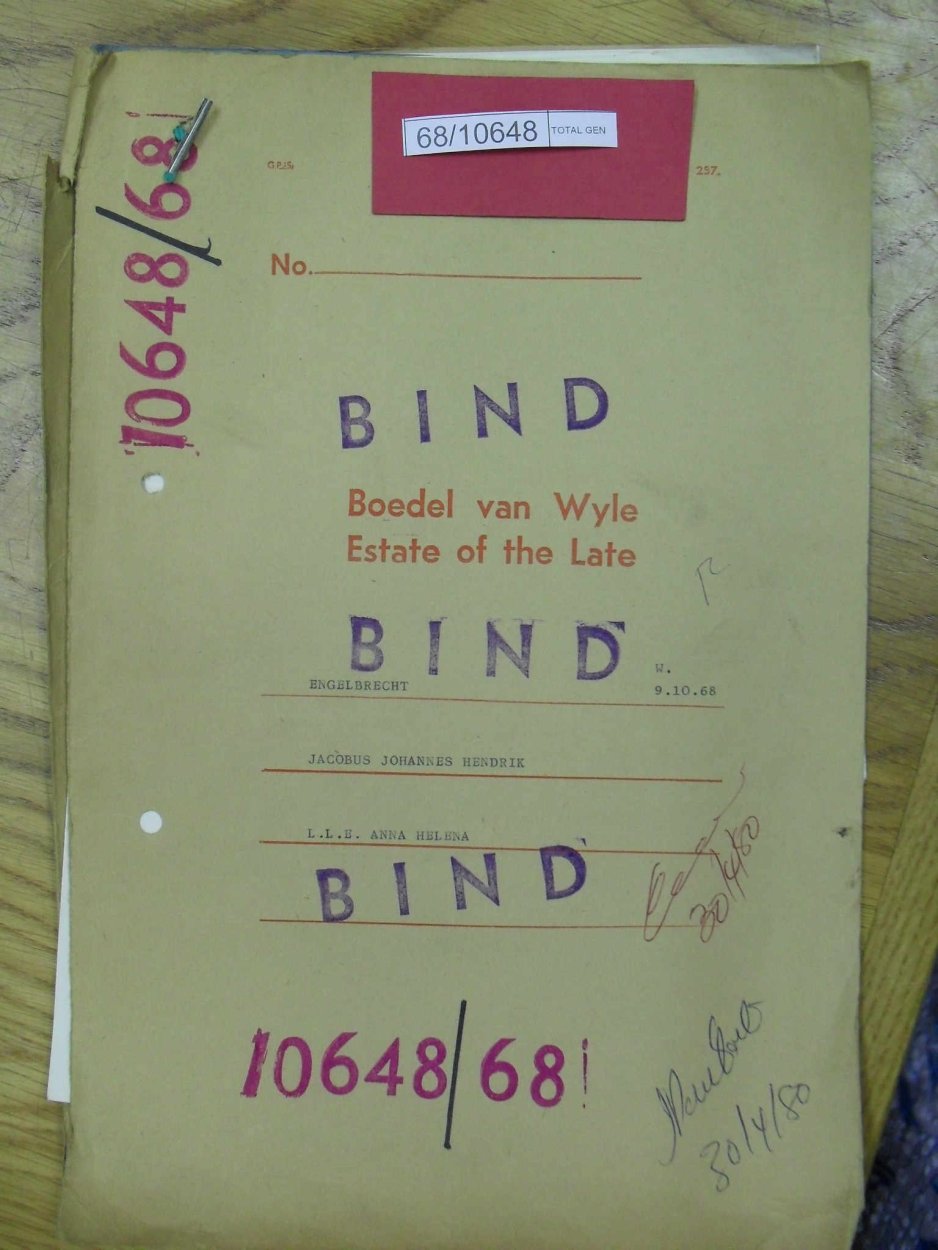 68/10648 TOTAL GEN
G.P.-S. 257.
10648/68
No.
BIND
Boedel van Wyle
Estate of the Late
BIND
W.
ENGELBRECHT 9.10.68
JACOBUS JOHANNES HENDRIK
L.L.E. ANNA HELENA
BIND
30/4/80
10648/68
30/4/80